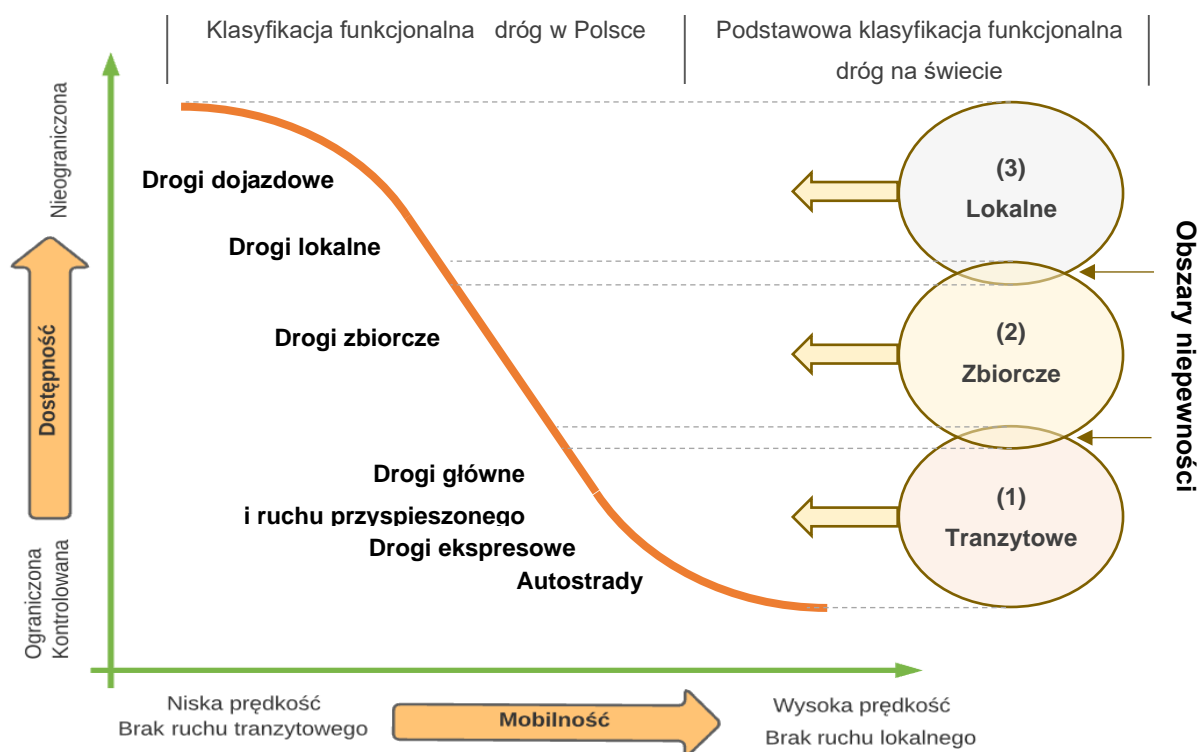 Klasyfikacja funkcjonalna dróg w Polsce
Podstawowa klasyfikacja funkcjonalna
dróg na świecie
Nieograniczona
Dostępność
Ograniczona
Kontrolowana
Drogi dojazdowe
Drogi lokalne
Drogi zbiorcze
Drogi główne
i ruchu przyspieszonego
Drogi ekspresowe
Autostrady
(3)
Lokalne
(2)
Zbiorcze
(1)
Tranzytowe
Obszary niepewności
Niska prędkość
Brak ruchu tranzytowego
Mobilność
Wysoka prędkość
Brak ruchu lokalnego